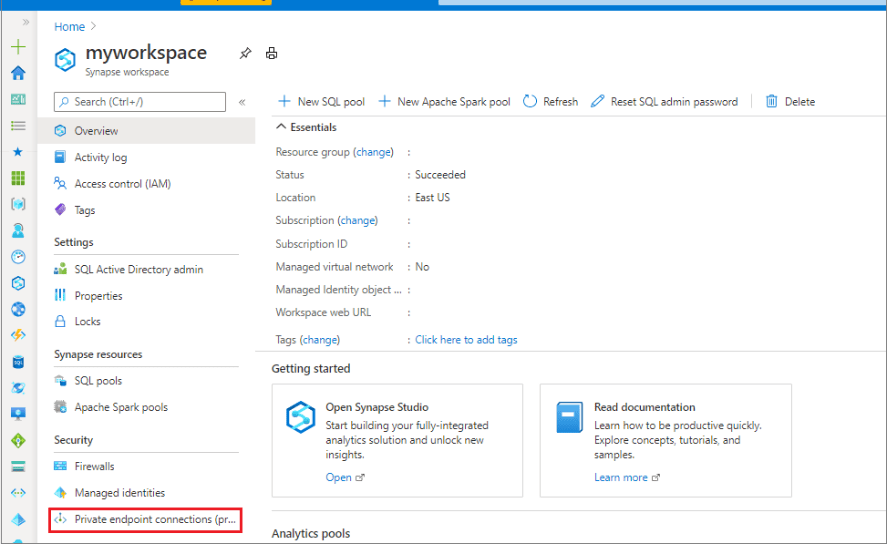 Home >
myworkspace
Synapse workspace
Search (Ctrl+/)
«
Overview
Activity log
Access control (IAM)
Tags
Settings
SQL Active Directory admin
Properties
Locks
Synapse resources
SQL pools
Apache Spark pools
Security
Firewalls
Managed identities
Private endpoint connections (pr...
New SQL pool New Apache Spark pool Refresh Reset SQL admin password Delete
Essentials
Resource group (change) :
Status : Succeeded
Location : East US
Subscription (change) :
Subscription ID :
Managed virtual network : No
Managed Identity object ... :
Workspace web URL :
Tags (change) : Click here to add tags
Getting started
Open Synapse Studio
Start building your fully-integrated
analytics solution and unlock new
insights.
Open
Read documentation
Learn how to be productive quickly.
Explore concepts, tutorials, and
samples.
Learn more
Analytics pools